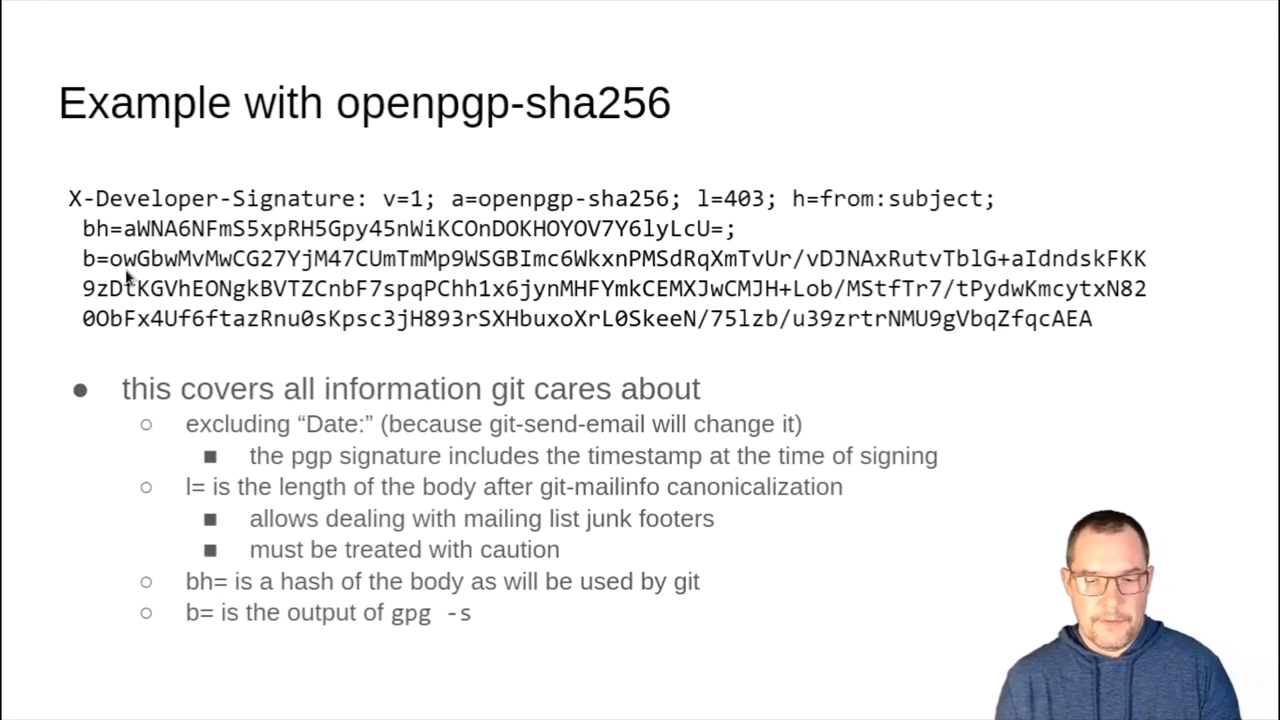 Example with openpgp-sha256
X-Developer-Signature: v=1; a=openpgp-sha256; l=403; h=from:subject;
bh=aWNA6NFmS5xpRH5Gpy45nWiKCOnDOKHOYOV7Y6lyLcU=;
b=owGbwMvMwCG27YjM47CUmTmMp9WSGBImc6WkxnPMSdRqXmTvUr/vDJNAxRutvTblG+aIdndskFKK
9zDtKGVhEONgkBVTZCnbF7spqPChh1x6jynMHFYmkCEMXJwCMJH+Lob/MStfTr7/tPydwKmcytxN82
0ObFx4Uf6ftazRnu0sKpsc3jH893rSXHbuxoXrL0SkeeN/75lzb/u39zrtrNMU9gVbqZfqcAEA
● this covers all information git cares about
○ excluding “Date:” (because git-send-email will change it)
■ the pgp signature includes the timestamp at the time of signing
○ l= is the length of the body after git-mailinfo canonicalization
■ allows dealing with mailing list junk footers
■ must be treated with caution
○ bh= is a hash of the body as will be used by git
○ b= is the output of gpg -s